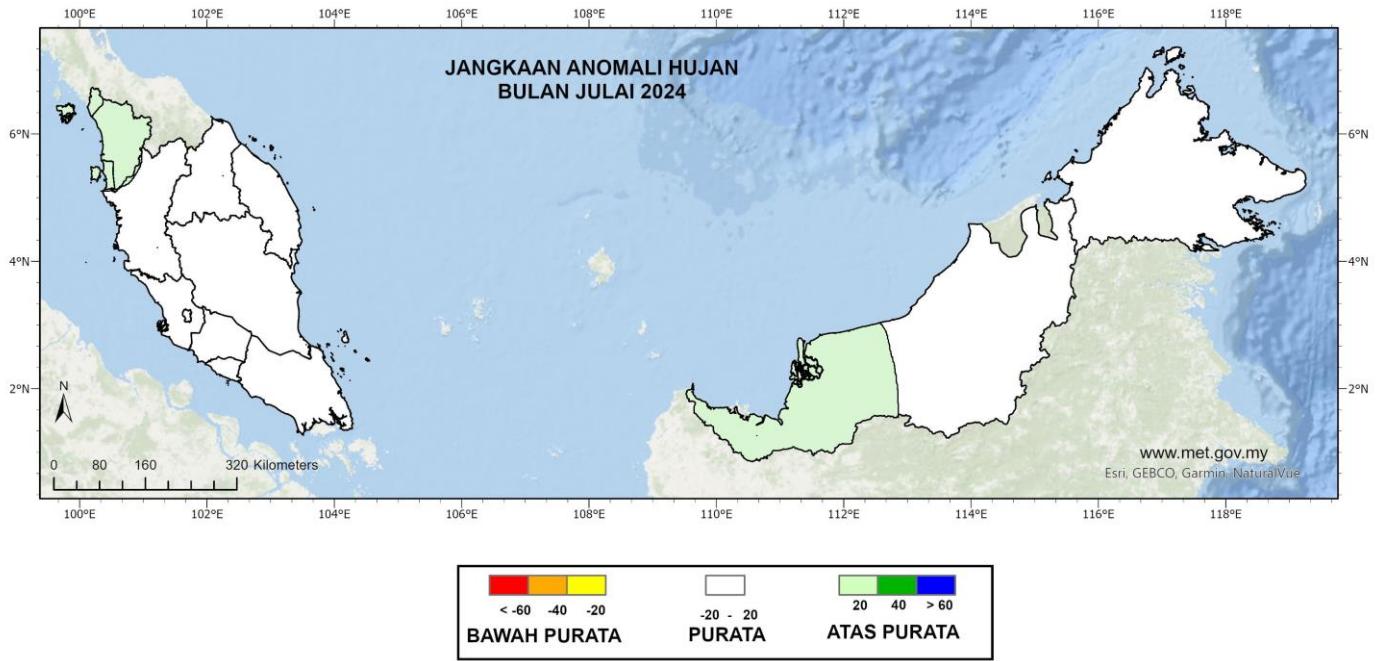 100°E 102°E 104°E 106°E 108°E 110°E 112°E 114°E 116°E 118°E
JANGKAAN ANOMALI HUJAN
BULAN JULAI 2024
6°N 6°N
4°N 4°N
2°N 2°N
N
0 80 160 320 Kilometers
www.met.gov.my
Esri, GEBCO, Garmin, NaturalVue
100°E 102°E 104°E 106°E 108°E 110°E 112°E 114°E 116°E 118°E
< -60 -40 -20 -20 - 20 20 40 > 60
BAWAH PURATA PURATA ATAS PURATA